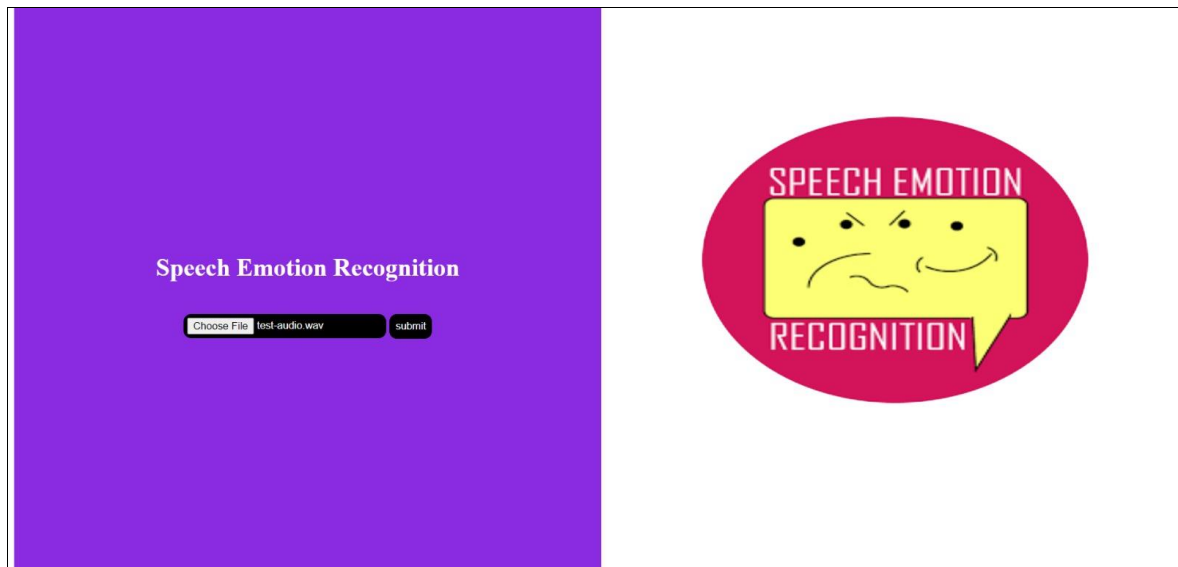 Speech Emotion Recognition
Choose File test-audio.wav submit
SPEECH EMOTION
RECOGNITION